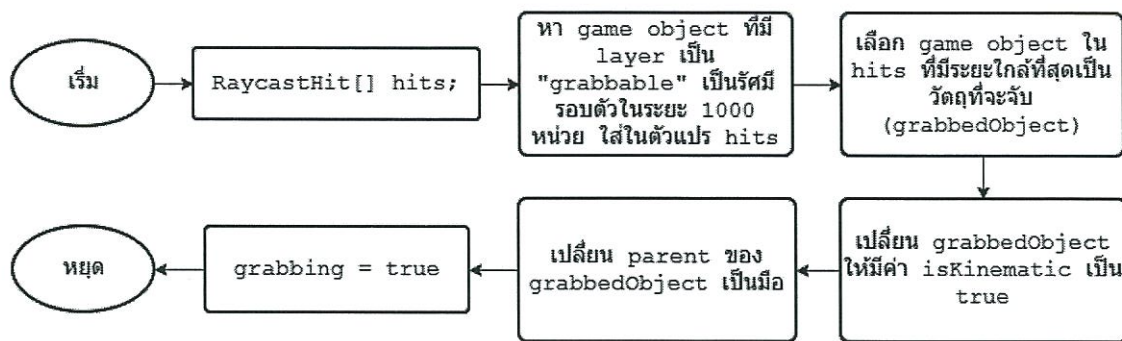 เริ่ม
RaycastHit[] hits;
หา game object ที่มี
layer เป็น
"grabbable" เป็นรัศมี
รอบตัวในระยะ 1000
หน่วย ใส่ในตัวแปร hits
เลือก game object ใน
hits ที่มีระยะใกล้ที่สุดเป็น
วัตถุที่จะจับ
(grabbedObject)
เปลี่ยน grabbedObject
ให้มีค่า isKinematic เป็น
true
เปลี่ยน parent ของ
grabbedObject เป็นมือ
grabbing = true
หยุด